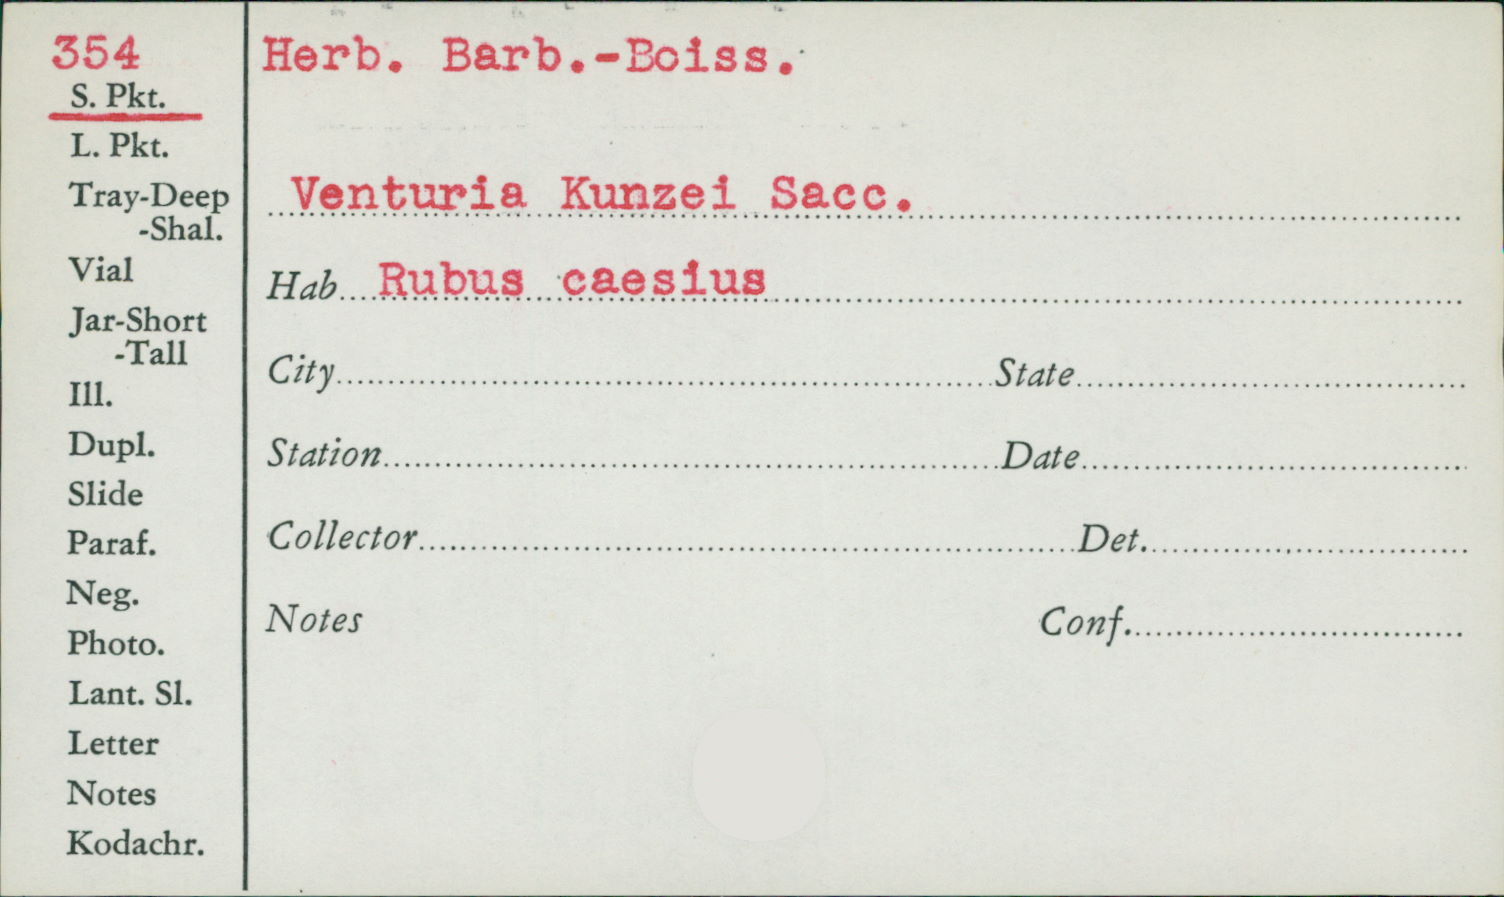 354
S. Pkt.
L. Pkt.
Tray-Deep
-Shal.
Vial
Jar-Short
-Tall
Ill.
Dupl.
Slide
Paraf.
Neg.
Photo.
Lant. Sl.
Letter
Notes
Kodachr.
Herb. Barb.-Boiss.
Venturia Kunzei Sacc.
Hab. Rubus caesius
City State
Station Date
Collector Det.
Notes Conf.